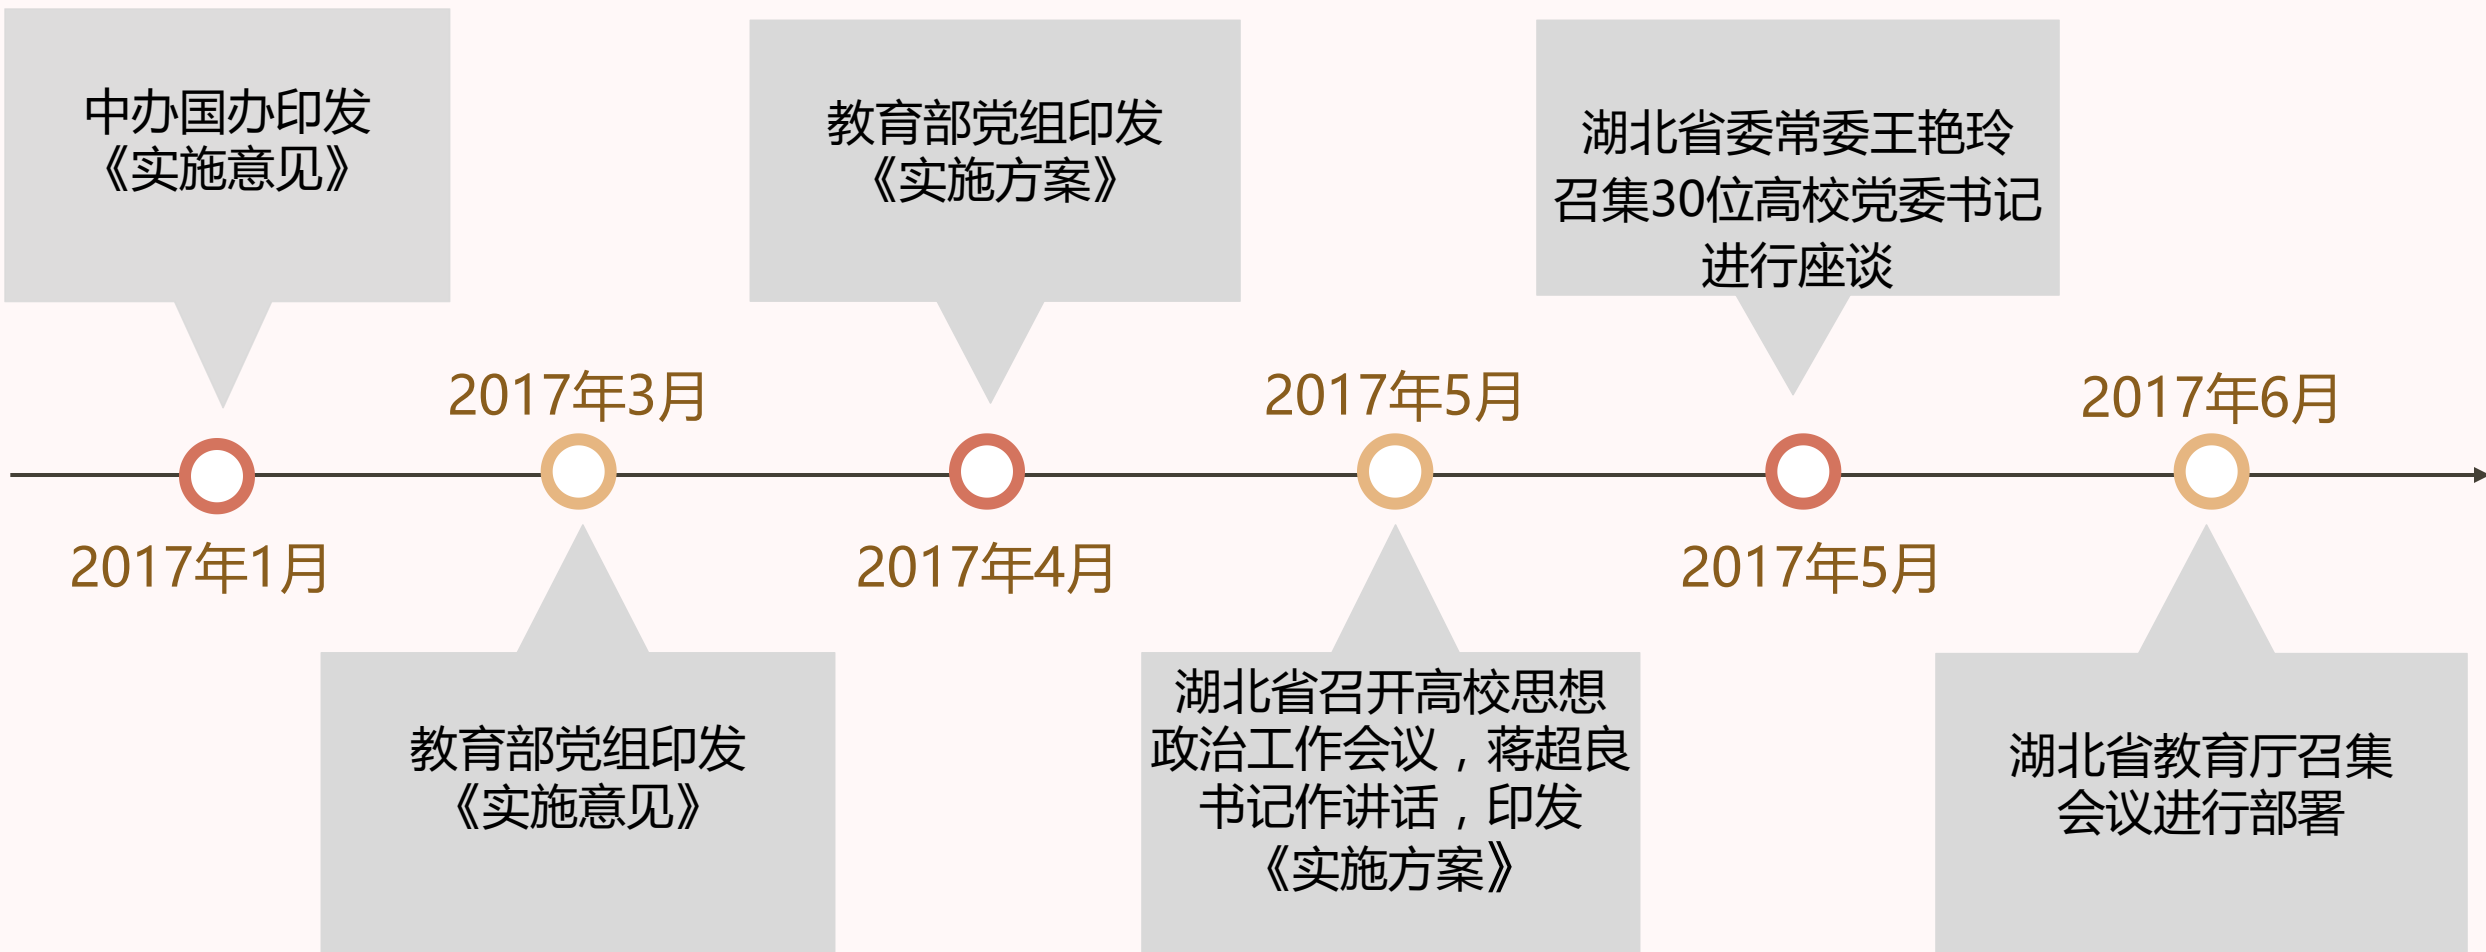 中办国办印发
《实施意见》
2017年1月
2017年3月
教育部党组印发
《实施意见》
教育部党组印发
《实施方案》
2017年4月
2017年5月
湖北省召开高校思想
政治工作会议，蒋超良
书记作讲话，印发
《实施方案》
湖北省委常委王艳玲
召集30位高校党委书记
进行座谈
2017年5月
2017年6月
湖北省教育厅召集
会议进行部署